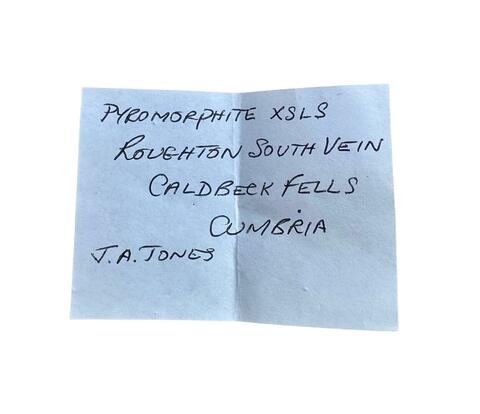 PYROMORPHITE XSLS
ROUGHTON SOUTH VEIN
CALDBECK FELLS
CUMBRIA
J.A. JONES